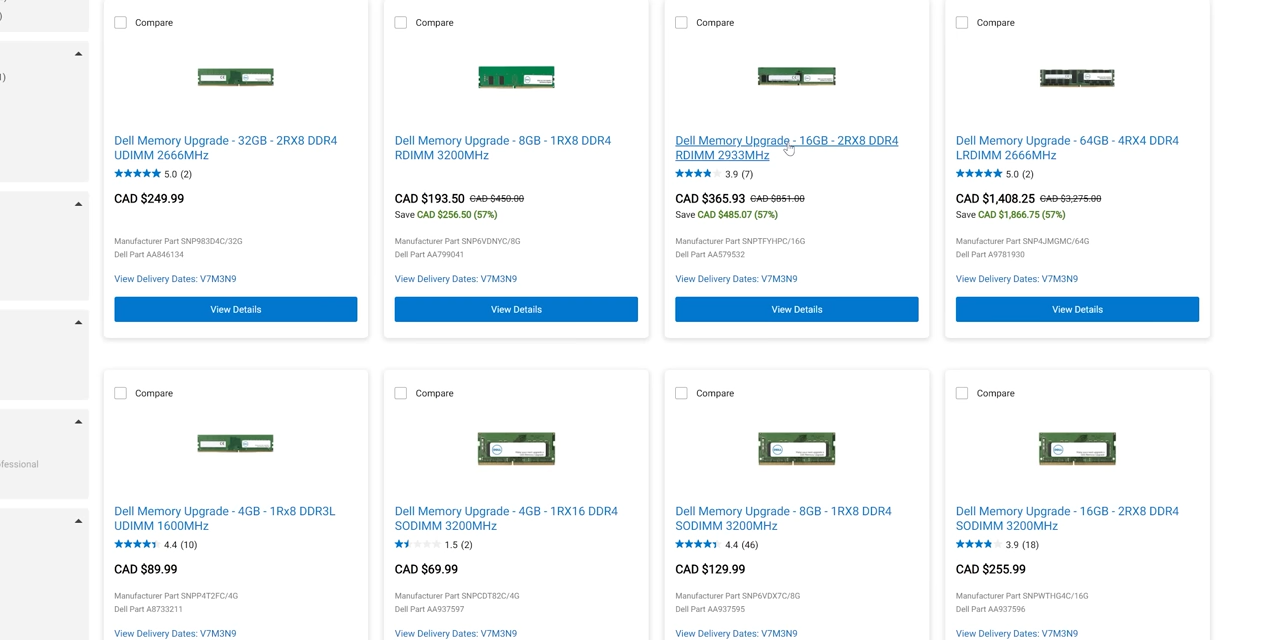 )
1)
ofessional
Compare
Dell Memory Upgrade - 32GB - 2RX8 DDR4
UDIMM 2666MHz
5.0 (2)
CAD $249.99
Manufacturer Part SNP983D4C/32G
Dell Part AA846134
View Delivery Dates: V7M3N9
View Details
Compare
Dell Memory Upgrade - 8GB - 1RX8 DDR4
RDIMM 3200MHz
CAD $193.50 CAD $450.00
Save CAD $256.50 (57%)
Manufacturer Part SNP6VDNYC/8G
Dell Part AA799041
View Delivery Dates: V7M3N9
View Details
Compare
Dell Memory Upgrade - 16GB - 2RX8 DDR4
RDIMM 2933MHz
3.9 (7)
CAD $365.93 CAD $851.00
Save CAD $485.07 (57%)
Manufacturer Part SNPTFYHPC/16G
Dell Part AA579532
View Delivery Dates: V7M3N9
View Details
Compare
Dell Memory Upgrade - 64GB - 4RX4 DDR4
LRDIMM 2666MHz
5.0 (2)
CAD $1,408.25 CAD $3,275.00
Save CAD $1,866.75 (57%)
Manufacturer Part SNP4JMGMC/64G
Dell Part A9781930
View Delivery Dates: V7M3N9
View Details
Compare
Dell Memory Upgrade - 4GB - 1Rx8 DDR3L
UDIMM 1600MHz
4.4 (10)
CAD $89.99
Manufacturer Part SNPP4T2FC/4G
Dell Part A8733211
View Delivery Dates: V7M3N9
Compare
Dell Memory Upgrade - 4GB - 1RX16 DDR4
SODIMM 3200MHz
1.5 (2)
CAD $69.99
Manufacturer Part SNPCDT82C/4G
Dell Part AA937597
View Delivery Dates: V7M3N9
Compare
Dell Memory Upgrade - 8GB - 1RX8 DDR4
SODIMM 3200MHz
4.4 (46)
CAD $129.99
Manufacturer Part SNP6VDX7C/8G
Dell Part AA937595
View Delivery Dates: V7M3N9
Compare
Dell Memory Upgrade - 16GB - 2RX8 DDR4
SODIMM 3200MHz
3.9 (18)
CAD $255.99
Manufacturer Part SNPWTHG4C/16G
Dell Part AA937596
View Delivery Dates: V7M3N9